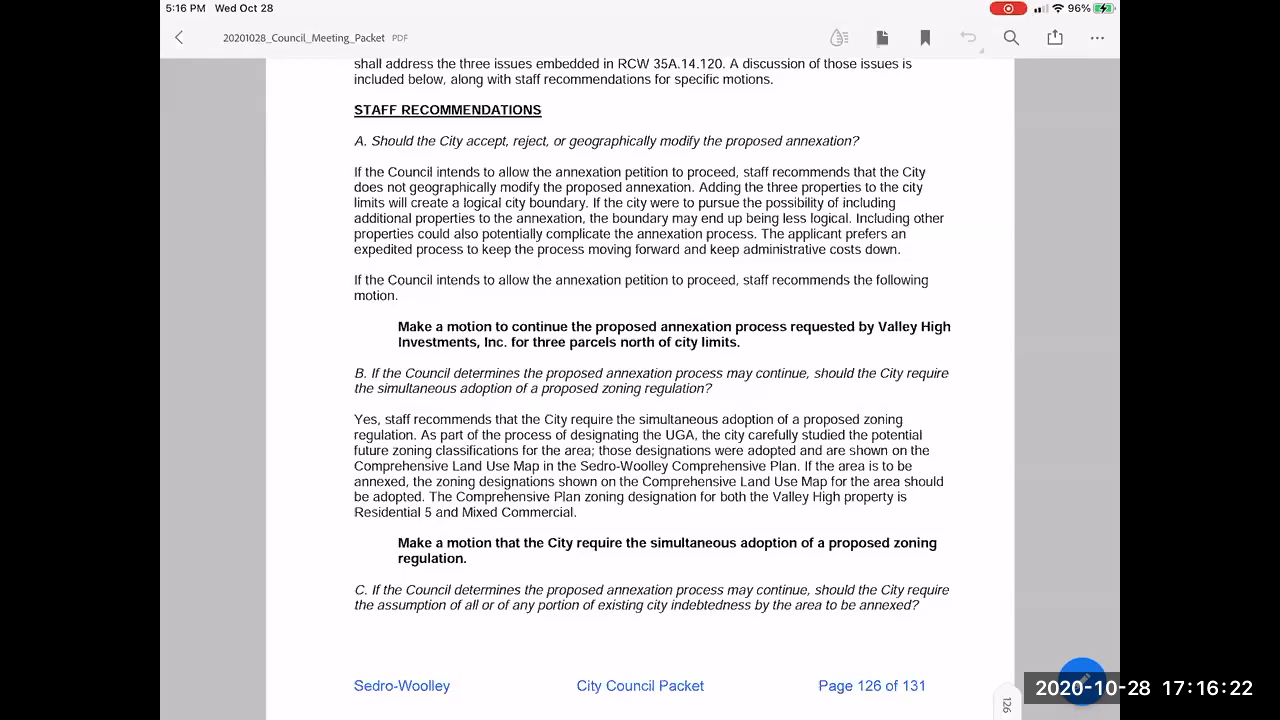 5:16 PM Wed Oct 28
96%
20201028_Council_Meeting_Packet PDF
shall address the three issues embedded in RCW 35A.14.120. A discussion of those issues is
included below, along with staff recommendations for specific motions.
STAFF RECOMMENDATIONS
A. Should the City accept, reject, or geographically modify the proposed annexation?
If the Council intends to allow the annexation petition to proceed, staff recommends that the City
does not geographically modify the proposed annexation. Adding the three properties to the city
limits will create a logical city boundary. If the city were to pursue the possibility of including
additional properties to the annexation, the boundary may end up being less logical. Including other
properties could also potentially complicate the annexation process. The applicant prefers an
expedited process to keep the process moving forward and keep administrative costs down.
If the Council intends to allow the annexation petition to proceed, staff recommends the following
motion.
Make a motion to continue the proposed annexation process requested by Valley High
Investments, Inc. for three parcels north of city limits.
B. If the Council determines the proposed annexation process may continue, should the City require
the simultaneous adoption of a proposed zoning regulation?
Yes, staff recommends that the City require the simultaneous adoption of a proposed zoning
regulation. As part of the process of designating the UGA, the city carefully studied the potential
future zoning classifications for the area; those designations were adopted and are shown on the
Comprehensive Land Use Map in the Sedro-Woolley Comprehensive Plan. If the area is to be
annexed, the zoning designations shown on the Comprehensive Land Use Map for the area should
be adopted. The Comprehensive Plan zoning designation for both the Valley High property is
Residential 5 and Mixed Commercial.
Make a motion that the City require the simultaneous adoption of a proposed zoning
regulation.
C. If the Council determines the proposed annexation process may continue, should the City require
the assumption of all or of any portion of existing city indebtedness by the area to be annexed?
Sedro-Woolley City Council Packet Page 126 of 131
126
2020-10-28 17:16:22